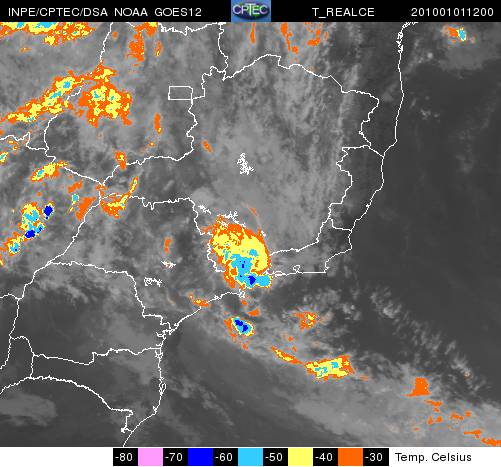 INPE/CPTEC/DSA NOAA GOES12 CPTEC T_REALCE 201001011200
-80 -70 -60 -50 -40 -30 Temp. Celsius